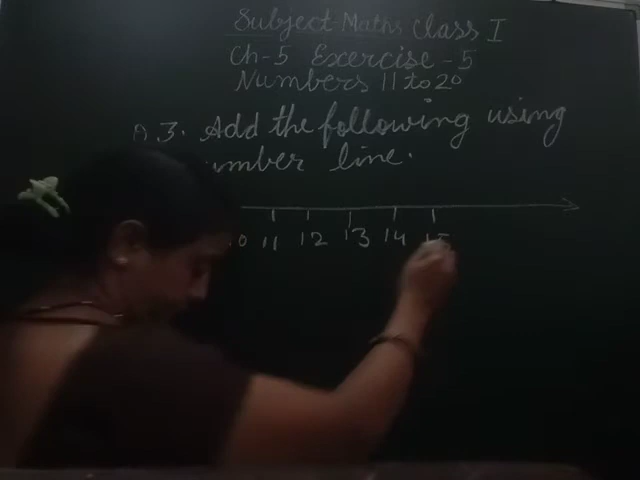 Subject-Maths Class I
Ch-5 Exercise-5
Numbers 11 to 20
Q.3. Add the following using
umber line.
10 11 12 13 14 15